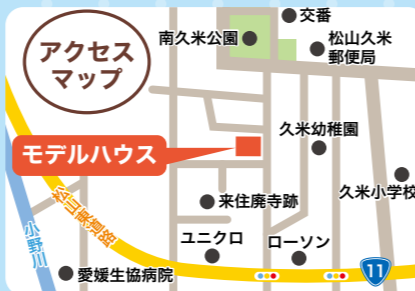 アクセス
マップ
交番
南久米公園
松山久米
郵便局
久米幼稚園
モデルハウス
久米小学校
来住廃寺跡
松山東道路
小野川
ユニクロ
ローソン
愛媛生協病院
11